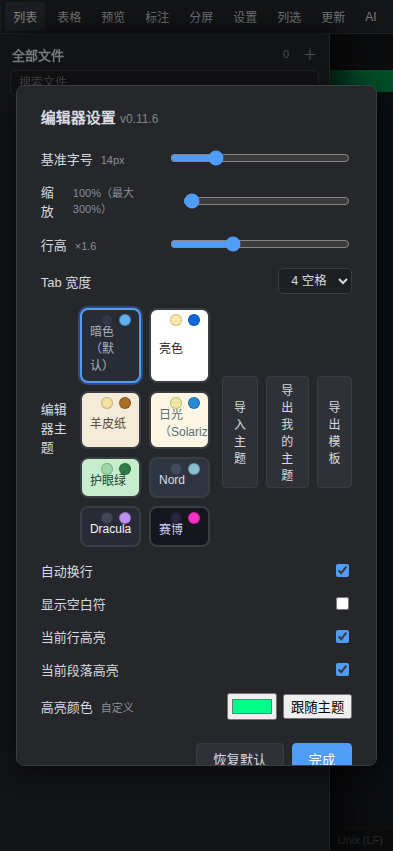 列表 表格 预览 标注 分屏 设置 列选 更新 AI
全部文件 0 ＋
搜索文件
编辑器设置 v0.11.6
基准字号 14px
缩放 100%（最大300%）
行高 ×1.6
Tab 宽度 4 空格
编辑器主题
暗色（默认）
亮色
羊皮纸
日光（Solariz
护眼绿
Nord
Dracula
赛博
导入主题
导出我的主题
导出模板
自动换行
显示空白符
当前行高亮
当前段落高亮
高亮颜色 自定义 跟随主题
恢复默认 完成
Unix (LF)